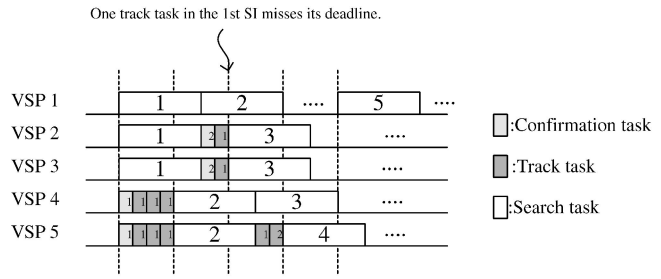 One track task in the 1st SI misses its deadline.
VSP 1 1 2 .... 5 ....
VSP 2 1 2 1 3 ....
VSP 3 1 2 1 3 ....
VSP 4 1 1 1 1 2 3 ....
VSP 5 1 1 1 1 2 1 2 4 ....
:Confirmation task
:Track task
:Search task